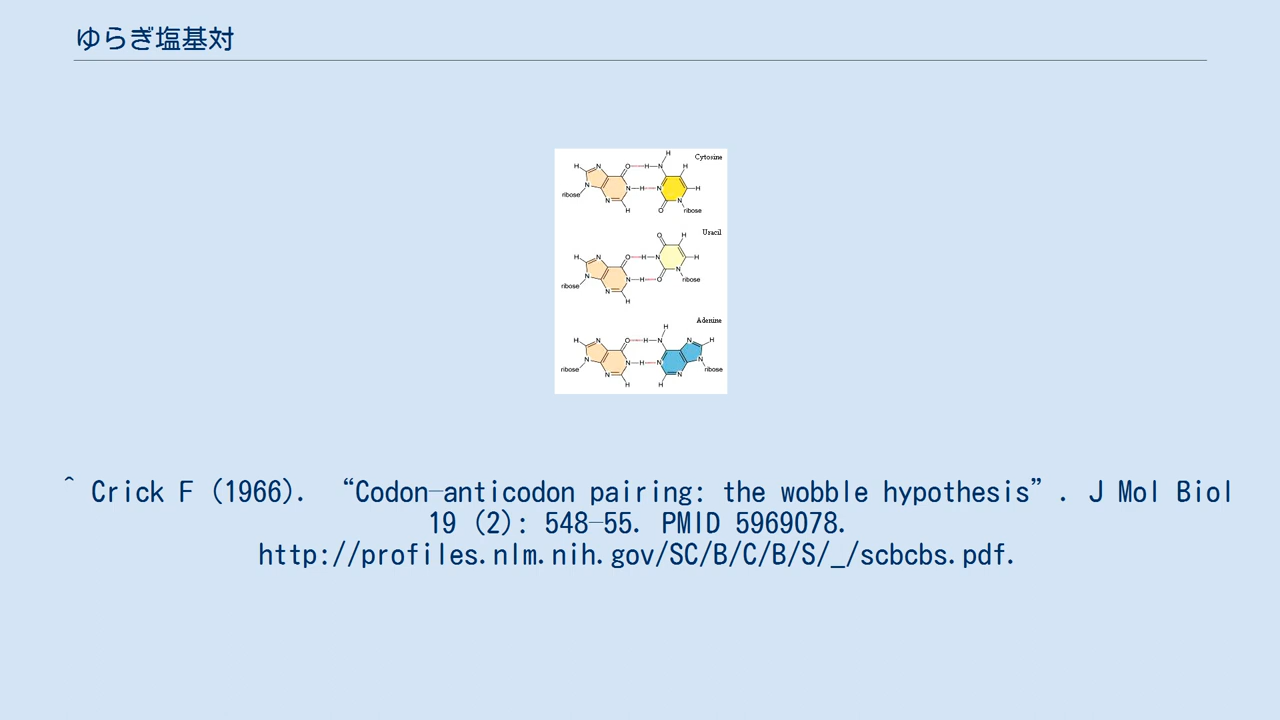 ゆらぎ塩基対
H
Cytosine
H N O H N H
N N H N H
ribose N O N
H ribose
O H Uracil
H N O H N H
N N H O N ribose
ribose N
H
Adenine
H
H N O H N N H
N N H N N
ribose N N ribose
H H
^ Crick F (1966). “Codon–anticodon pairing: the wobble hypothesis”. J Mol Biol
19 (2): 548–55. PMID 5969078.
http://profiles.nlm.nih.gov/SC/B/C/B/S/_/scbcbs.pdf.